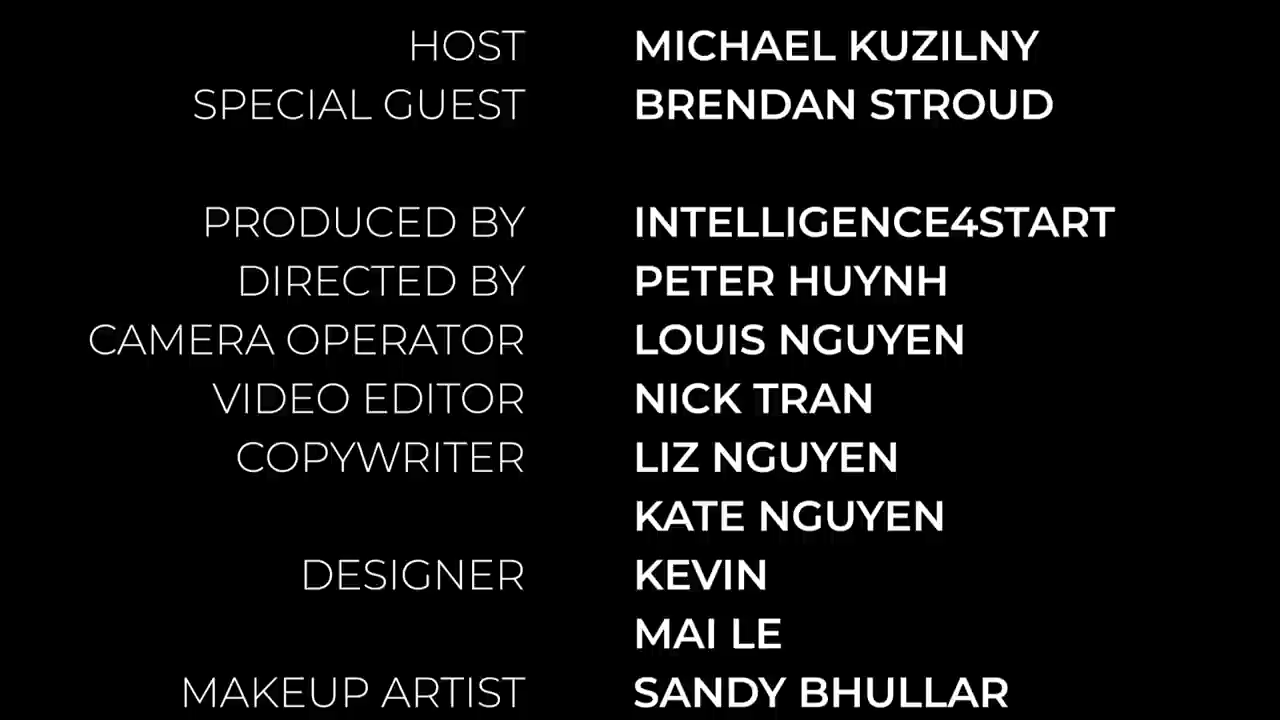 HOST MICHAEL KUZILNY
SPECIAL GUEST BRENDAN STROUD
PRODUCED BY INTELLIGENCE4START
DIRECTED BY PETER HUYNH
CAMERA OPERATOR LOUIS NGUYEN
VIDEO EDITOR NICK TRAN
COPYWRITER LIZ NGUYEN
KATE NGUYEN
DESIGNER KEVIN
MAI LE
MAKEUP ARTIST SANDY BHULLAR